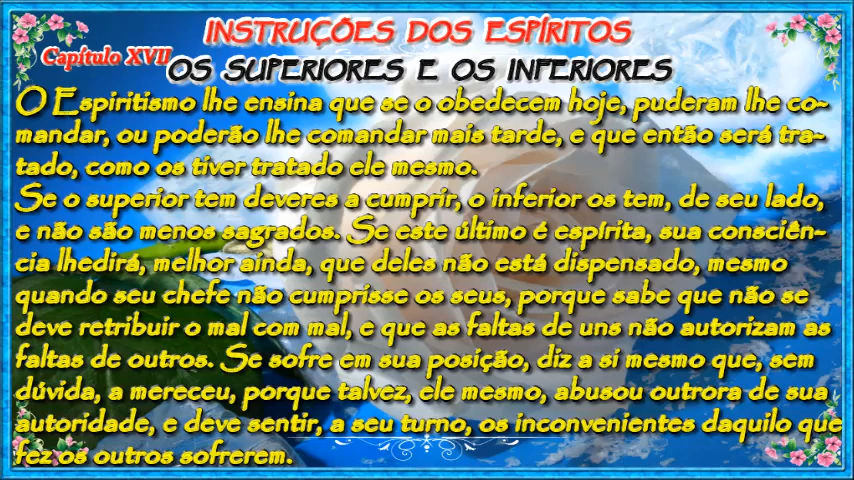 INSTRUÇÕES DOS ESPÍRITOS
Capítulo XVII
OS SUPERIORES E OS INFERIORES
O Espiritismo lhe ensina que se o obedecem hoje, puderam lhe co-
mandar, ou poderão lhe comandar mais tarde, e que então será tra-
tado, como os tiver tratado ele mesmo.
Se o superior tem deveres a cumprir, o inferior os tem, de seu lado,
e não são menos sagrados. Se este último é espírita, sua consciên-
cia lhedirá, melhor ainda, que deles não está dispensado, mesmo
quando seu chefe não cumprisse os seus, porque sabe que não se
deve retribuir o mal com mal, e que as faltas de uns não autorizam as
faltas de outros. Se sofre em sua posição, diz a si mesmo que, sem
dúvida, a mereceu, porque talvez, ele mesmo, abusou outrora de sua
autoridade, e deve sentir, a seu turno, os inconvenientes daquilo que
fez os outros sofrerem.